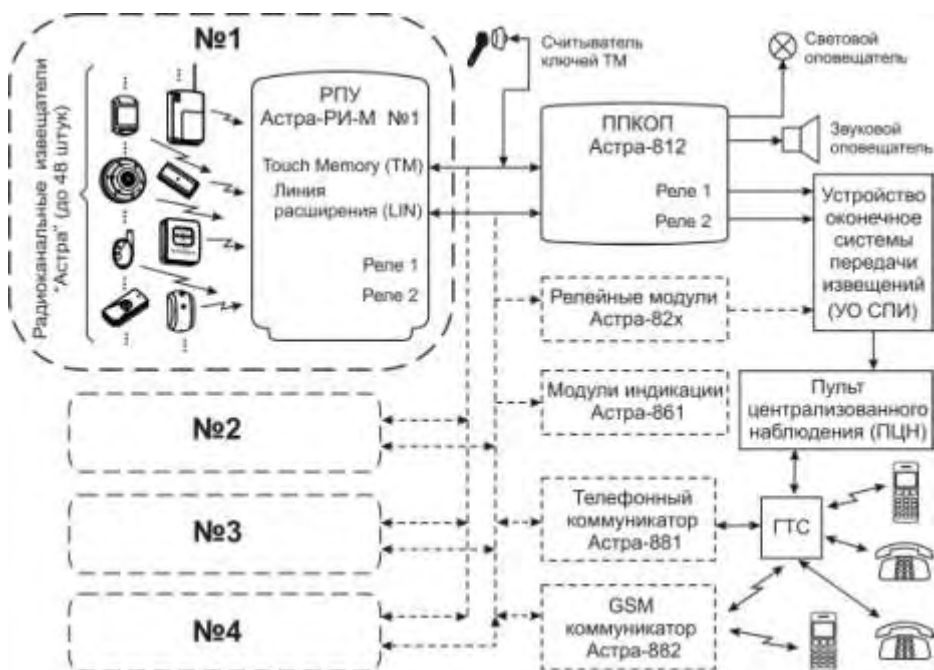 №1
Радиоканальные извещатели
"Астра" (до 48 штук)
РПУ
Астра-РИ-М №1
Touch Memory (ТМ)
Линия
расширения (LIN)
Реле 1
Реле 2
Считыватель
ключей ТМ
Световой
оповещатель
ППКОП
Астра-812
Реле 1
Реле 2
Звуковой
оповещатель
Устройство
оконечное
системы
передачи
извещений
(УО СПИ)
Релейные модули
Астра-82х
Модули индикации
Астра-861
Пульт
централизованного
наблюдения (ПЦН)
№2
№3
№4
Телефонный
коммуникатор
Астра-881
ГТС
GSM
коммуникатор
Астра-882